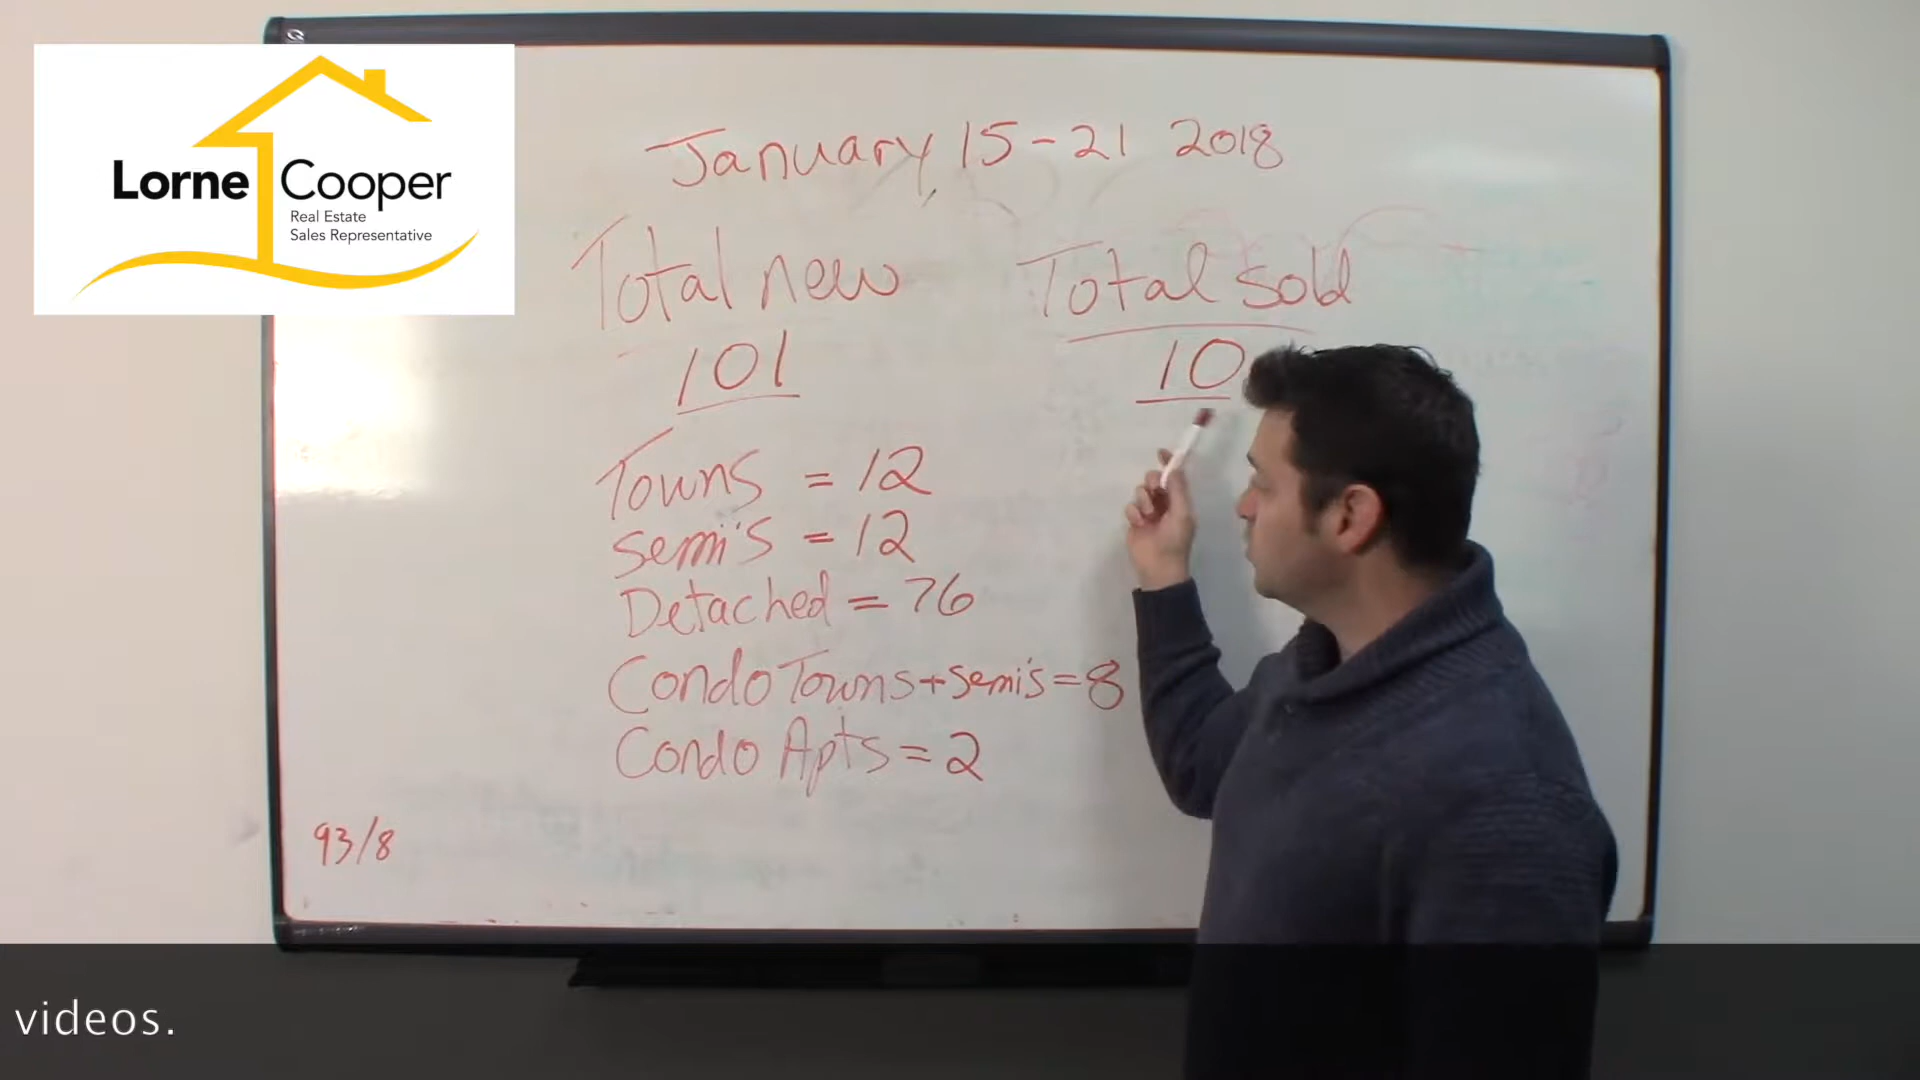 Lorne Cooper
Real Estate
Sales Representative
January 15-21 2018
Total new Total sold
101 10
Towns = 12
semi's = 12
Detached = 76
Condo Towns + semi's = 8
Condo Apts = 2
93/8
videos.